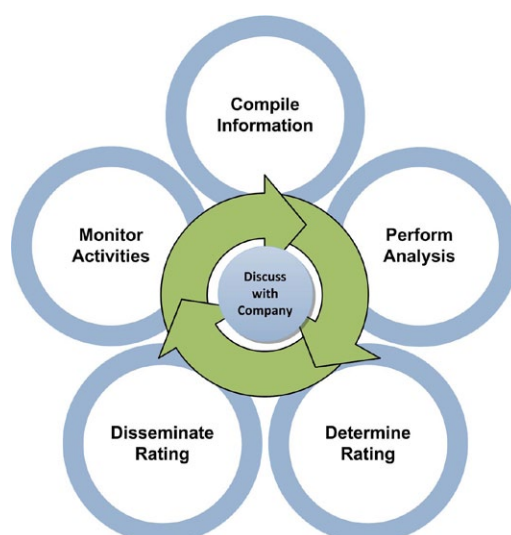 Compile
Information
Perform
Analysis
Determine
Rating
Disseminate
Rating
Monitor
Activities
Discuss
with
Company